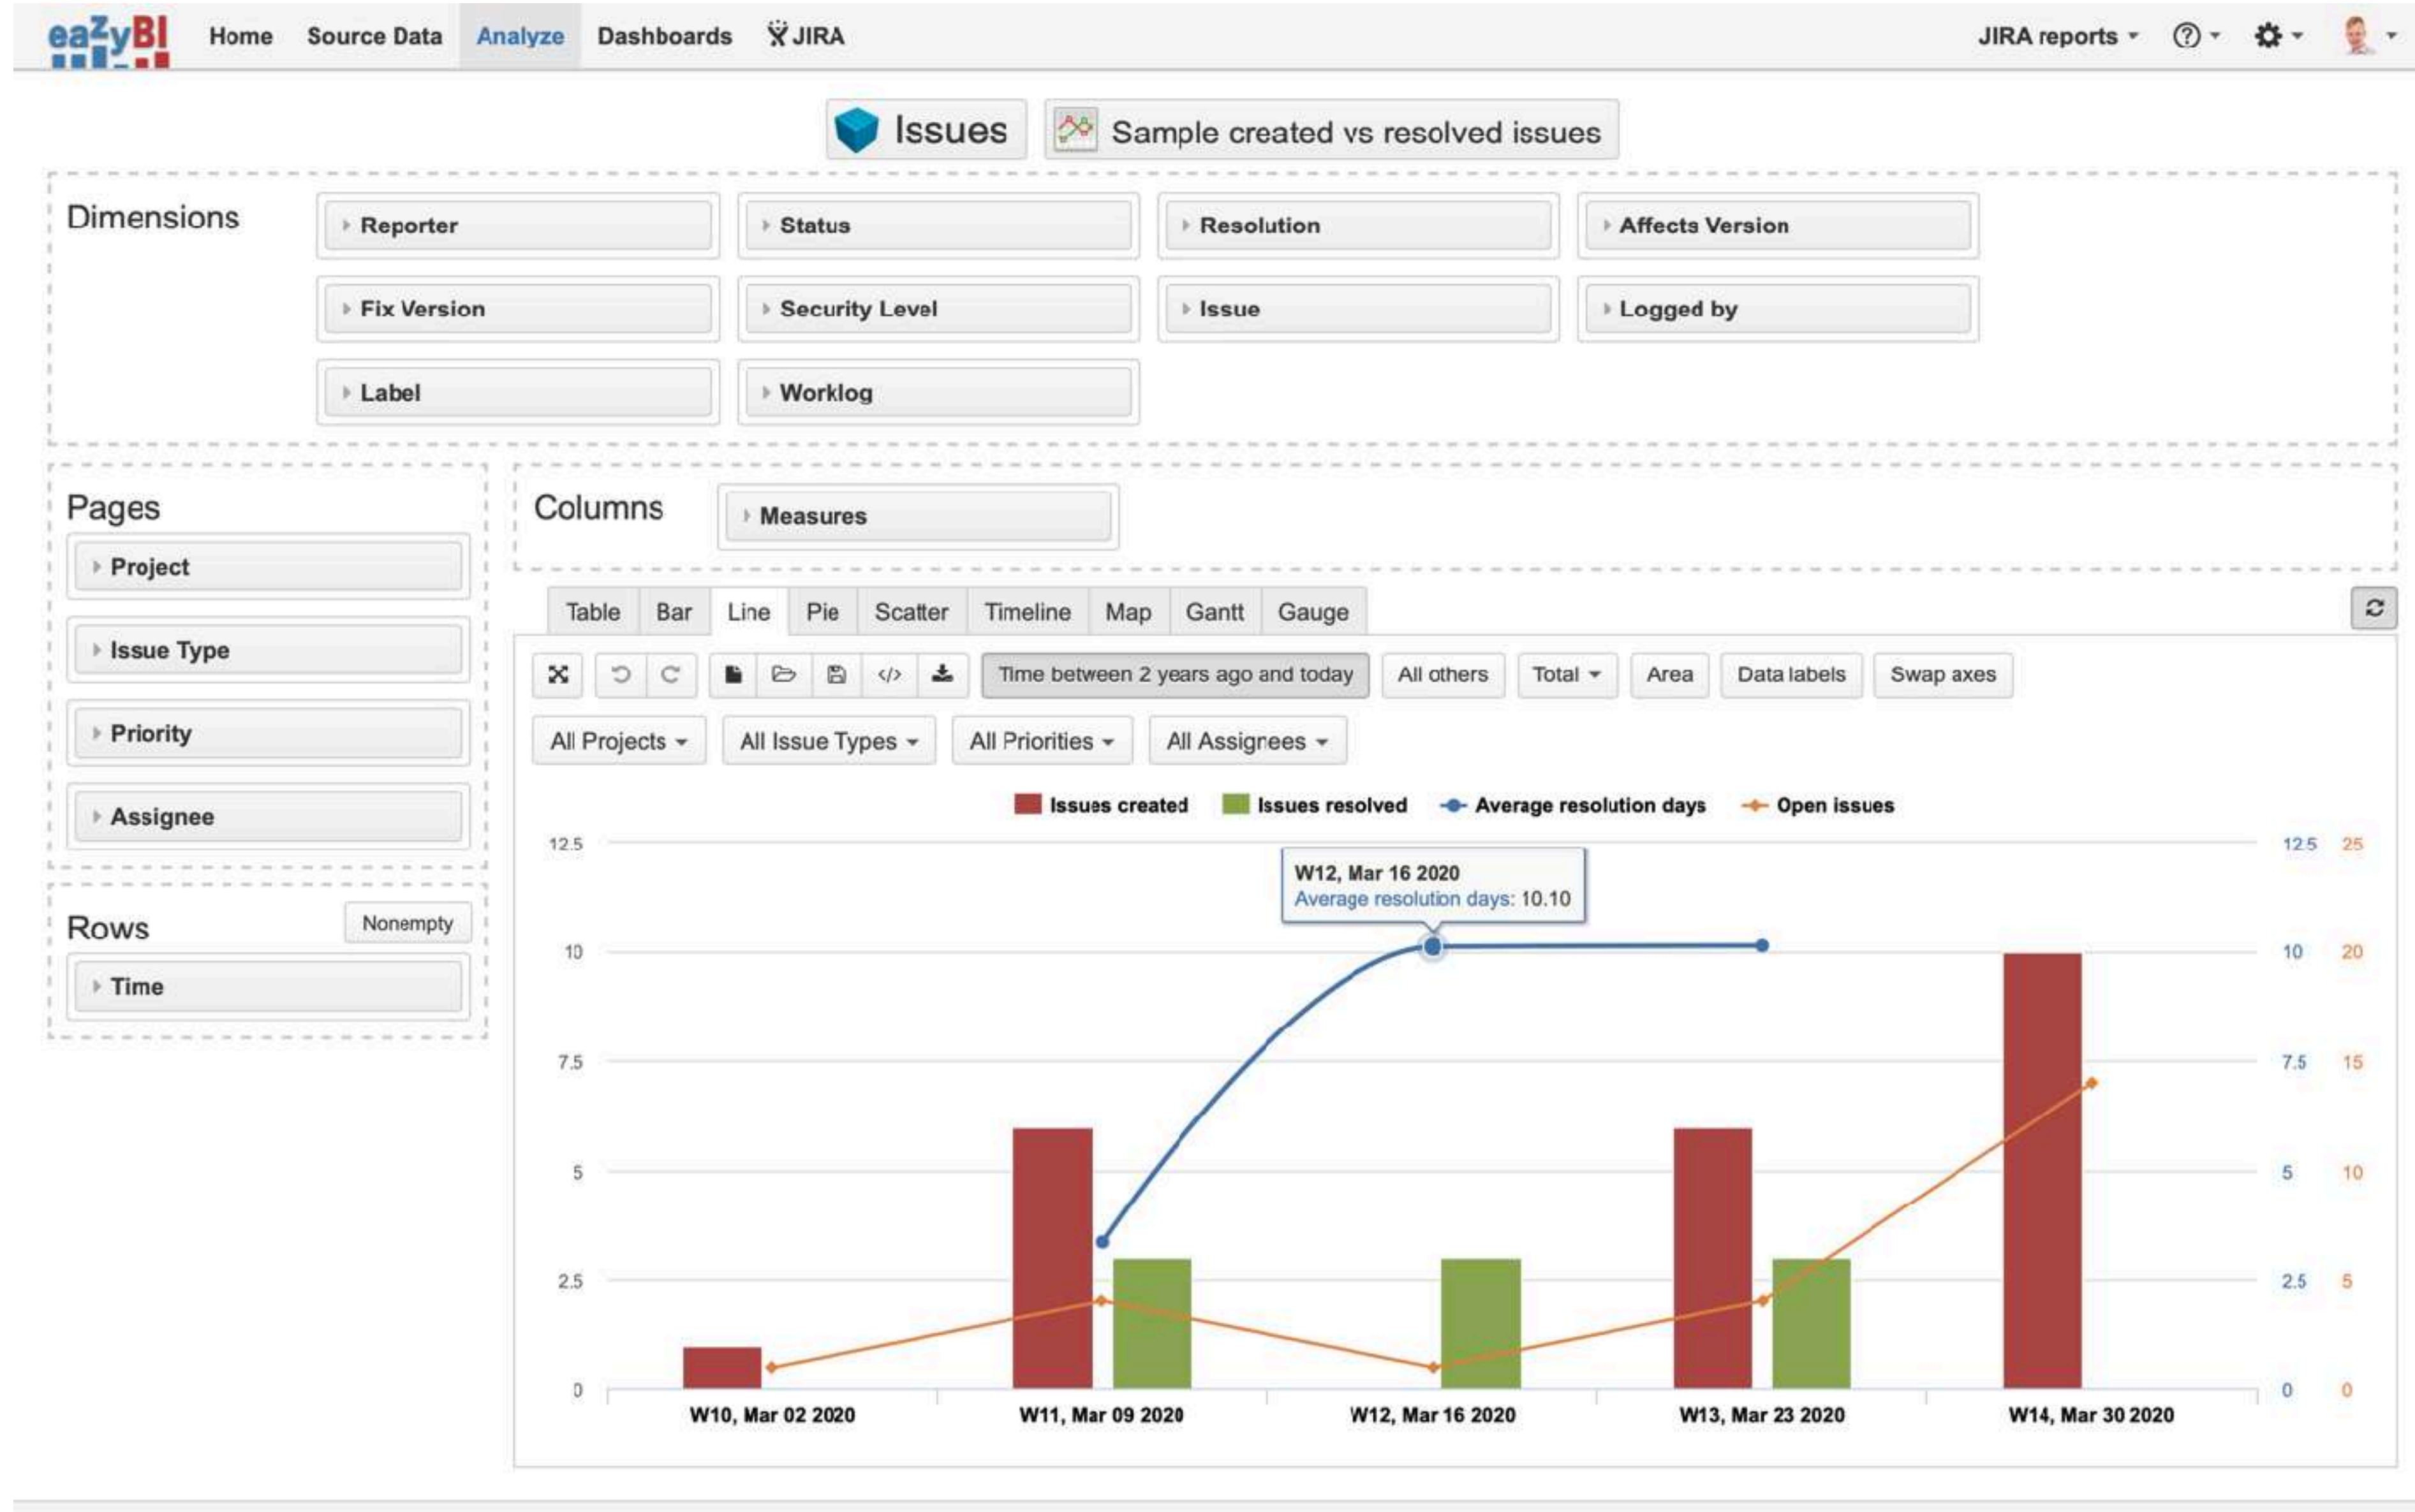 eazyBI Home Source Data Analyze Dashboards JIRA JIRA reports
Issues Sample created vs resolved issues
Dimensions Reporter Status Resolution Affects Version
Fix Version Security Level Issue Logged by
Label Worklog
Pages
Project
Issue Type
Priority
Assignee
Rows Nonempty
Time
Columns Measures
Table Bar Line Pie Scatter Timeline Map Gantt Gauge
</> Time between 2 years ago and today All others Total Area Data labels Swap axes
All Projects All Issue Types All Priorities All Assignees
Issues created Issues resolved Average resolution days Open issues
12.5 12.5 25
W12, Mar 16 2020
Average resolution days: 10.10
10 10 20
7.5 7.5 15
5 5 10
2.5 2.5 5
0 0 0
W10, Mar 02 2020 W11, Mar 09 2020 W12, Mar 16 2020 W13, Mar 23 2020 W14, Mar 30 2020